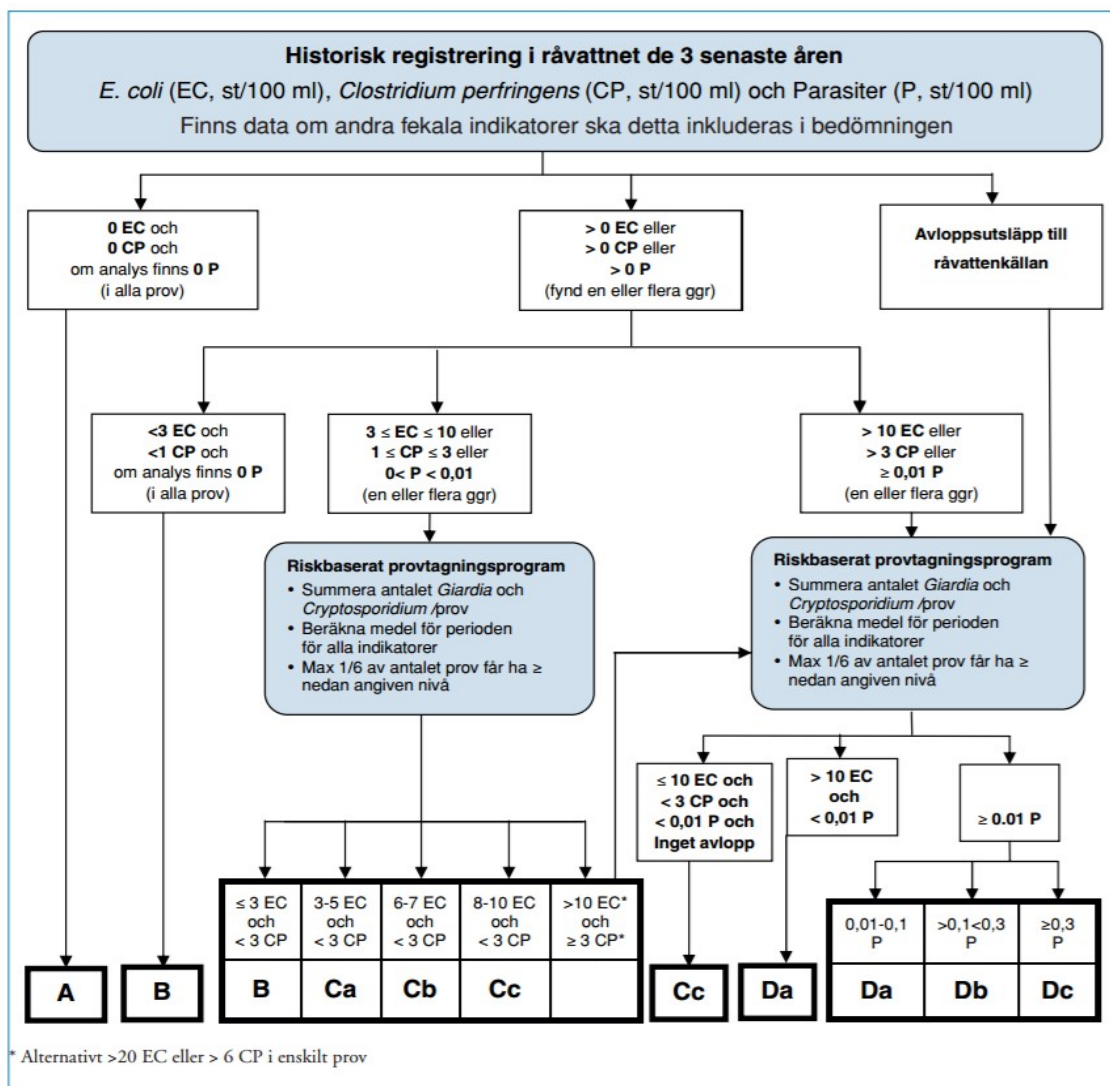 Historisk registrering i råvattnet de 3 senaste åren
E. coli (EC, st/100 ml), Clostridium perfringens (CP, st/100 ml) och Parasiter (P, st/100 ml)
Finns data om andra fekala indikatorer ska detta inkluderas i bedömningen
0 EC och
0 CP och
om analys finns 0 P
(i alla prov)
> 0 EC eller
> 0 CP eller
> 0 P
(fynd en eller flera ggr)
Avloppsutsläpp till
råvattenkällan
<3 EC och
<1 CP och
om analys finns 0 P
(i alla prov)
3 ≤ EC ≤ 10 eller
1 ≤ CP ≤ 3 eller
0< P < 0,01
(en eller flera ggr)
> 10 EC eller
> 3 CP eller
≥ 0,01 P
(en eller flera ggr)
Riskbaserat provtagningsprogram
• Summera antalet Giardia och
Cryptosporidium /prov
• Beräkna medel för perioden
för alla indikatorer
• Max 1/6 av antalet prov får ha ≥
nedan angiven nivå
Riskbaserat provtagningsprogram
• Summera antalet Giardia och
Cryptosporidium /prov
• Beräkna medel för perioden
för alla indikatorer
• Max 1/6 av antalet prov får ha ≥
nedan angiven nivå
≤ 10 EC och
< 3 CP och
< 0,01 P och
Inget avlopp
> 10 EC
och
< 0,01 P
≥ 0.01 P
≤ 3 EC
och
< 3 CP
3-5 EC
och
< 3 CP
6-7 EC
och
< 3 CP
8-10 EC
och
< 3 CP
>10 EC*
och
≥ 3 CP*
0,01-0,1
P
>0,1<0,3
P
≥0,3
P
A
B
B
Ca
Cb
Cc
Cc
Da
Da
Db
Dc
* Alternativt >20 EC eller > 6 CP i enskilt prov